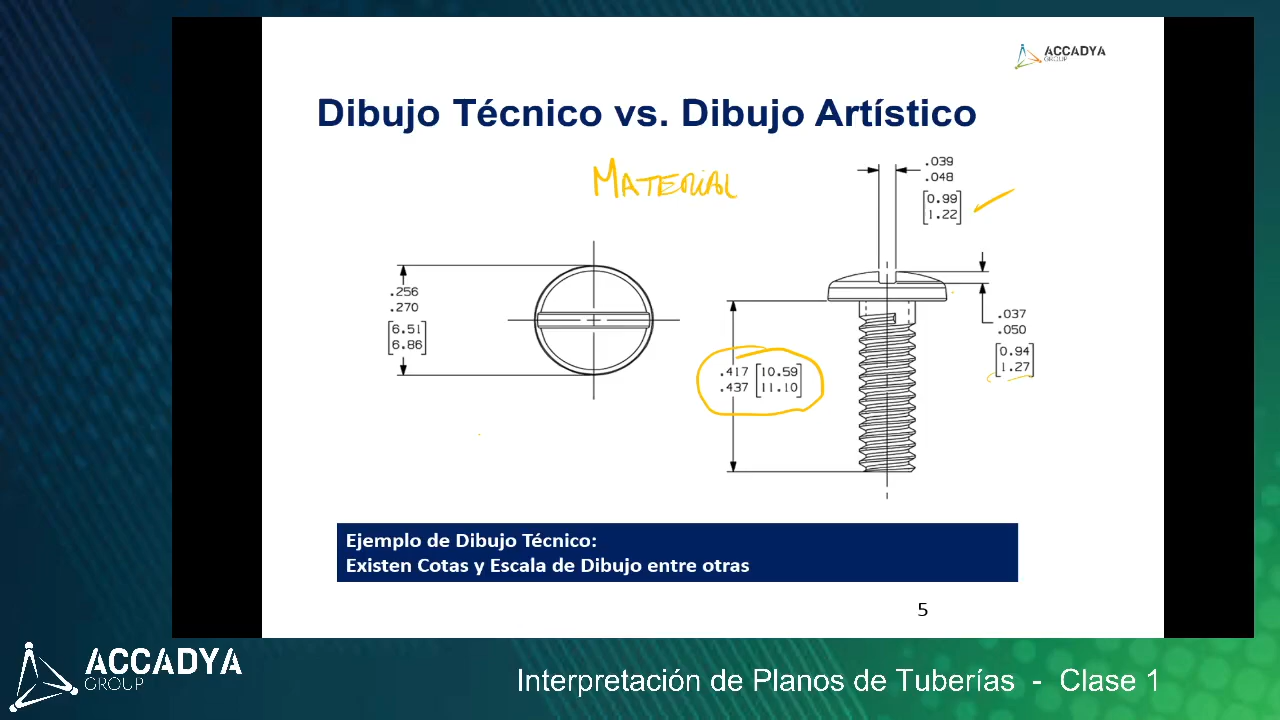 ACCADYA
GROUP
Dibujo Técnico vs. Dibujo Artístico
MATERIAL
.039
.048
[0.99
1.22]
.256
.270
[6.51
6.86]
.037
.050
[0.94
1.27]
.417 [10.59
.437 11.10]
Ejemplo de Dibujo Técnico:
Existen Cotas y Escala de Dibujo entre otras
5
ACCADYA
GROUP
Interpretación de Planos de Tuberías - Clase 1